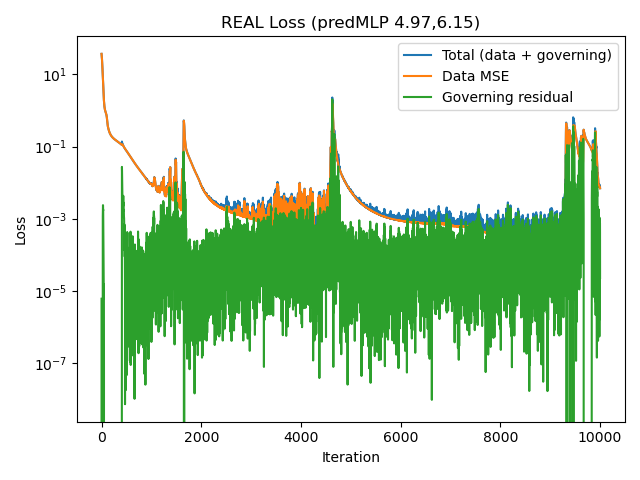 REAL Loss (predMLP 4.97,6.15)
Total (data + governing)
Data MSE
Governing residual
Loss
10^1
10^-1
10^-3
10^-5
10^-7
0 2000 4000 6000 8000 10000
Iteration